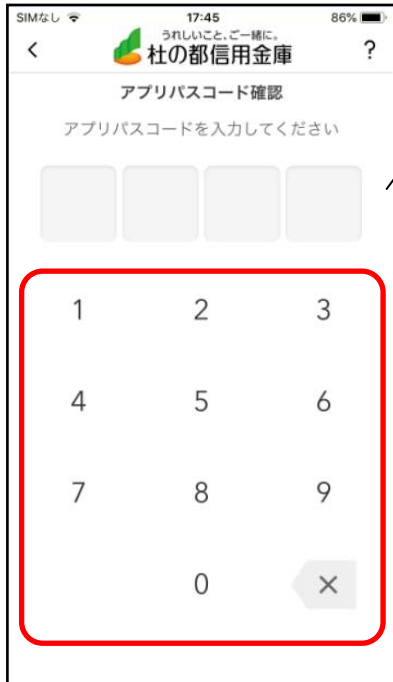 SIMなし 17:45 86%
うれしいこと、ご一緒に。
杜の都信用金庫 ?
アプリパスコード確認
アプリパスコードを入力してください
1 2 3
4 5 6
7 8 9
0